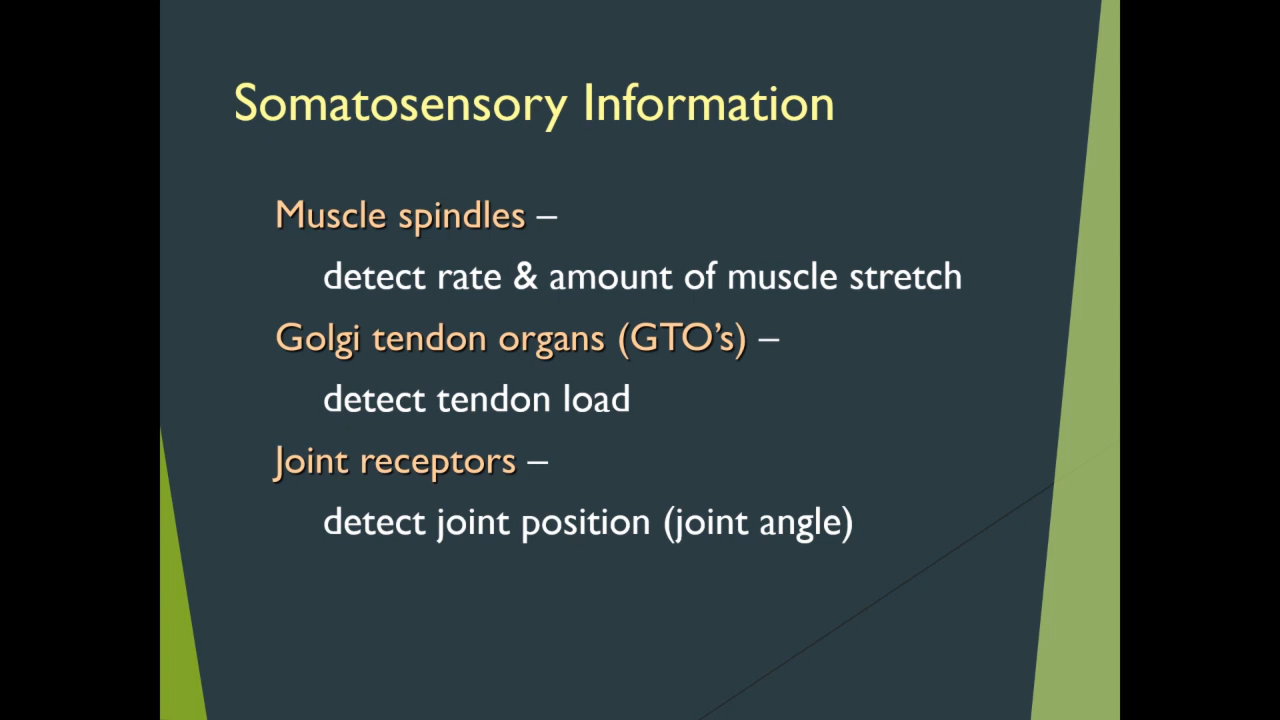 Somatosensory Information
Muscle spindles –
detect rate & amount of muscle stretch
Golgi tendon organs (GTO’s) –
detect tendon load
Joint receptors –
detect joint position (joint angle)